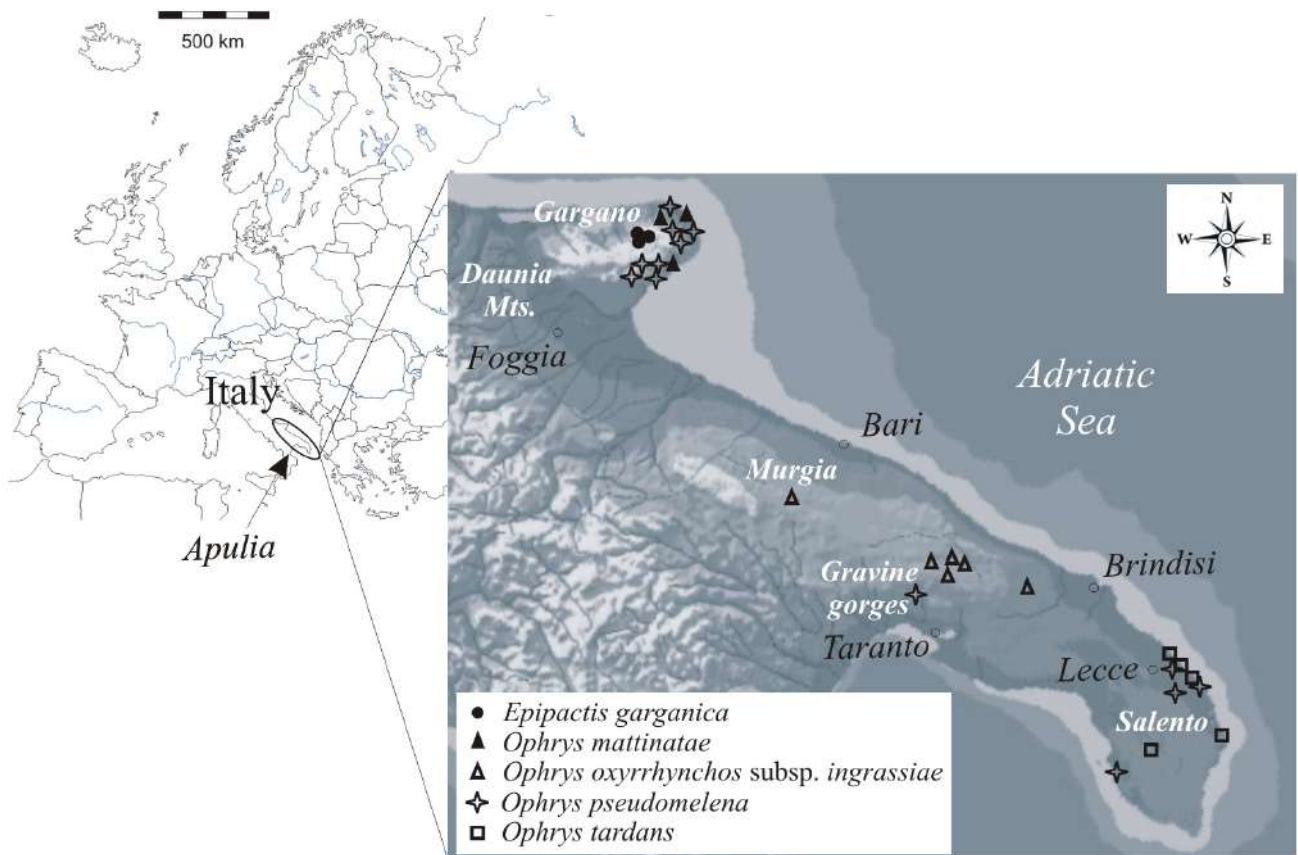 500 km
Italy
Apulia
N
W E
S
Gargano
Daunia
Mts.
Foggia
Adriatic
Sea
Bari
Murgia
Gravine
gorges
Brindisi
Taranto
Lecce
Salento
Epipactis garganica
Ophrys mattinatae
Ophrys oxyrrhynchos subsp. ingrassiae
Ophrys pseudomelena
Ophrys tardans